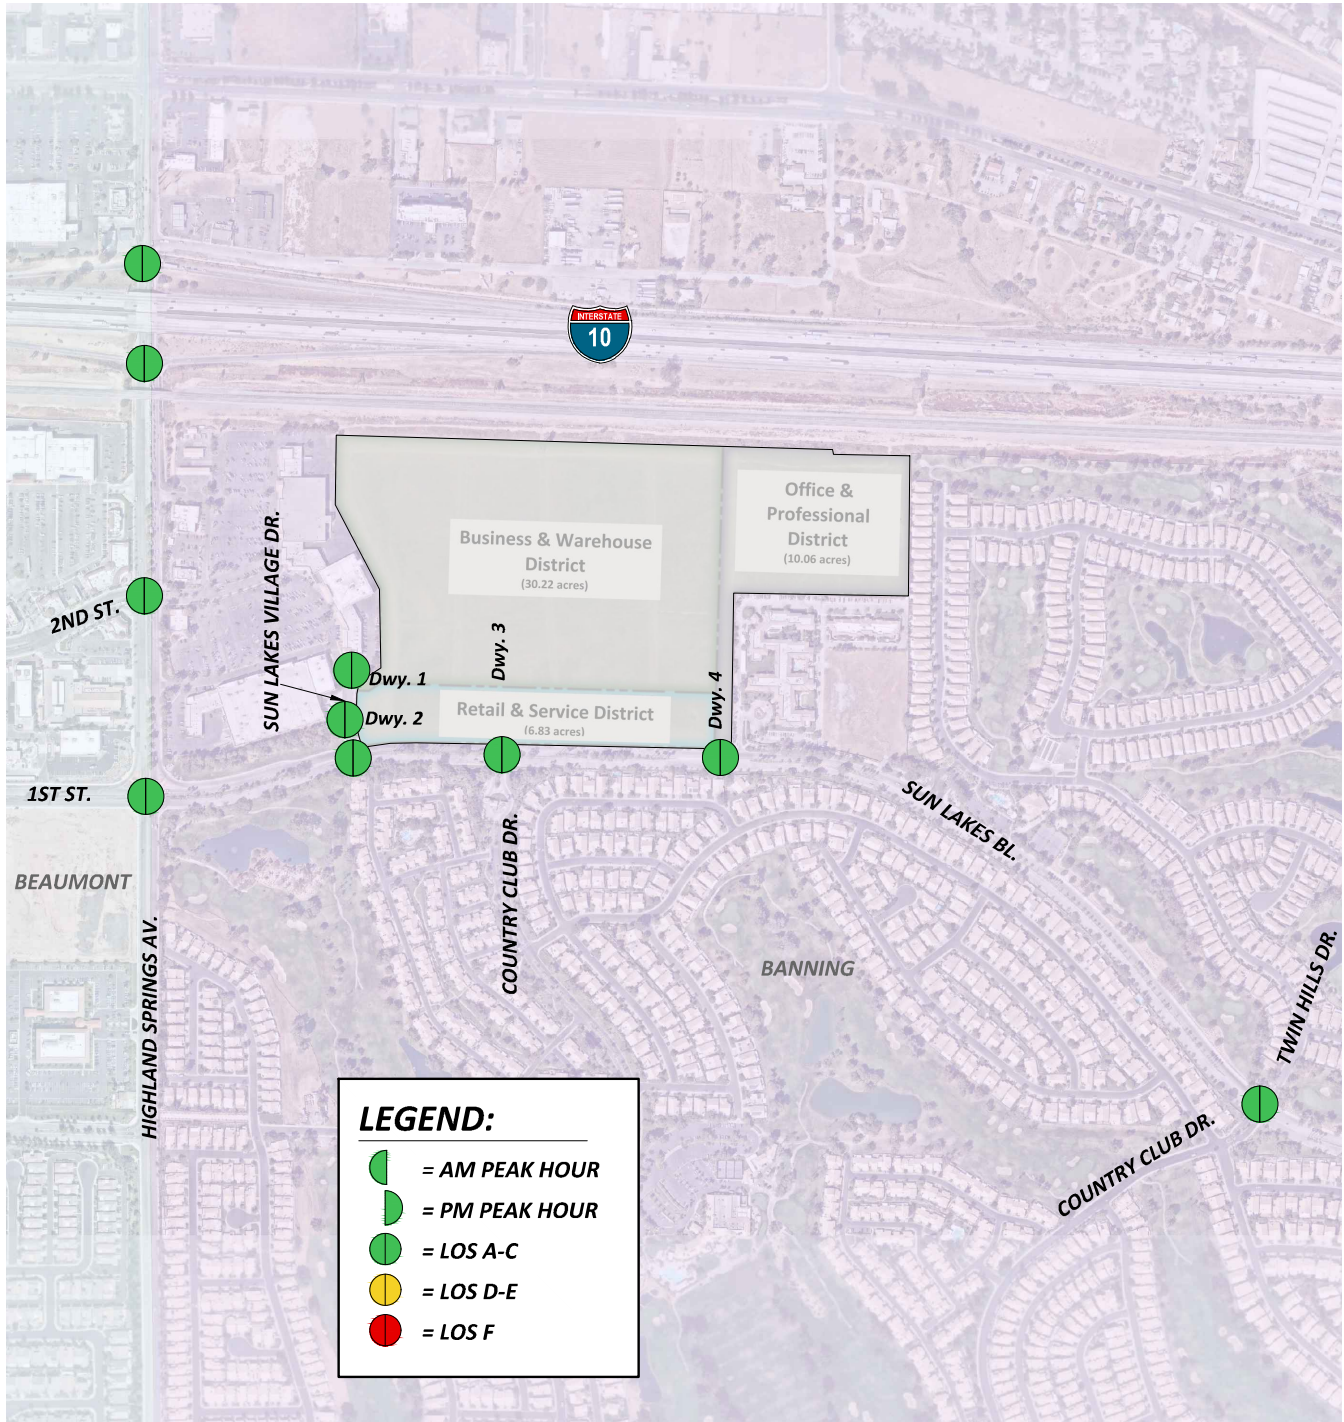 INTERSTATE
10
Office &
Professional
District
(10.06 acres)
Business & Warehouse
District
(30.22 acres)
SUN LAKES VILLAGE DR.
2ND ST.
Dwy. 3
Dwy. 1
Dwy. 4
Dwy. 2
Retail & Service District
(6.83 acres)
1ST ST.
SUN LAKES BL.
COUNTRY CLUB DR.
BEAUMONT
HIGHLAND SPRINGS AV.
BANNING
TWIN HILLS DR.
COUNTRY CLUB DR.
LEGEND:
= AM PEAK HOUR
= PM PEAK HOUR
= LOS A-C
= LOS D-E
= LOS F